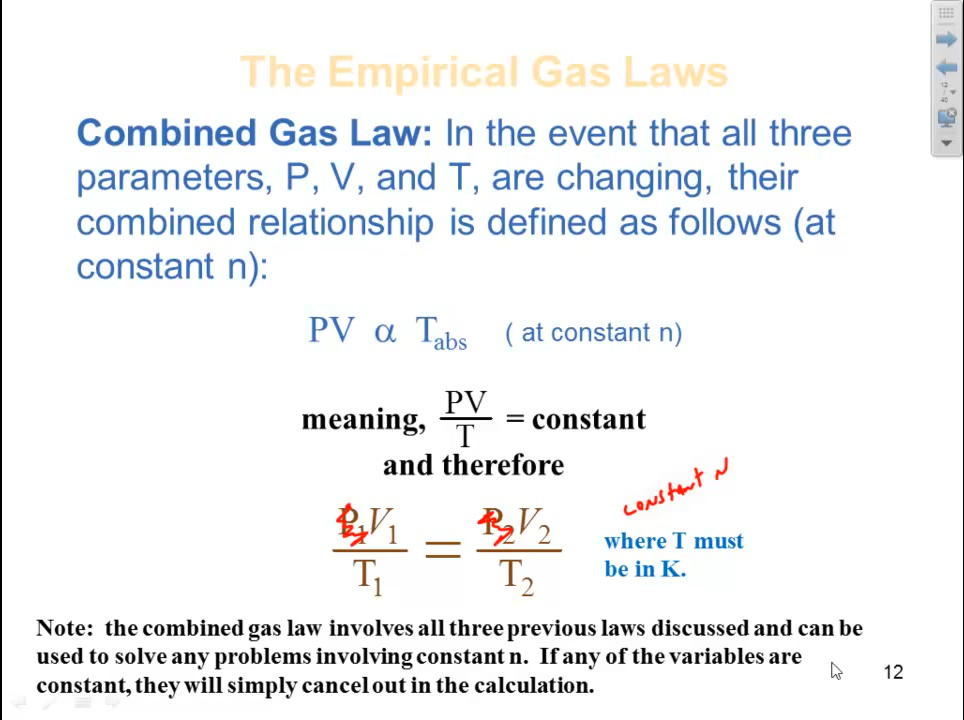 The Empirical Gas Laws
Combined Gas Law: In the event that all three
parameters, P, V, and T, are changing, their
combined relationship is defined as follows (at
constant n):
PV α T_abs ( at constant n)
meaning, PV/T = constant
and therefore
constant N
P₁V₁/T₁ = P₂V₂/T₂
where T must
be in K.
Note: the combined gas law involves all three previous laws discussed and can be
used to solve any problems involving constant n. If any of the variables are
constant, they will simply cancel out in the calculation.
12
12
/
40